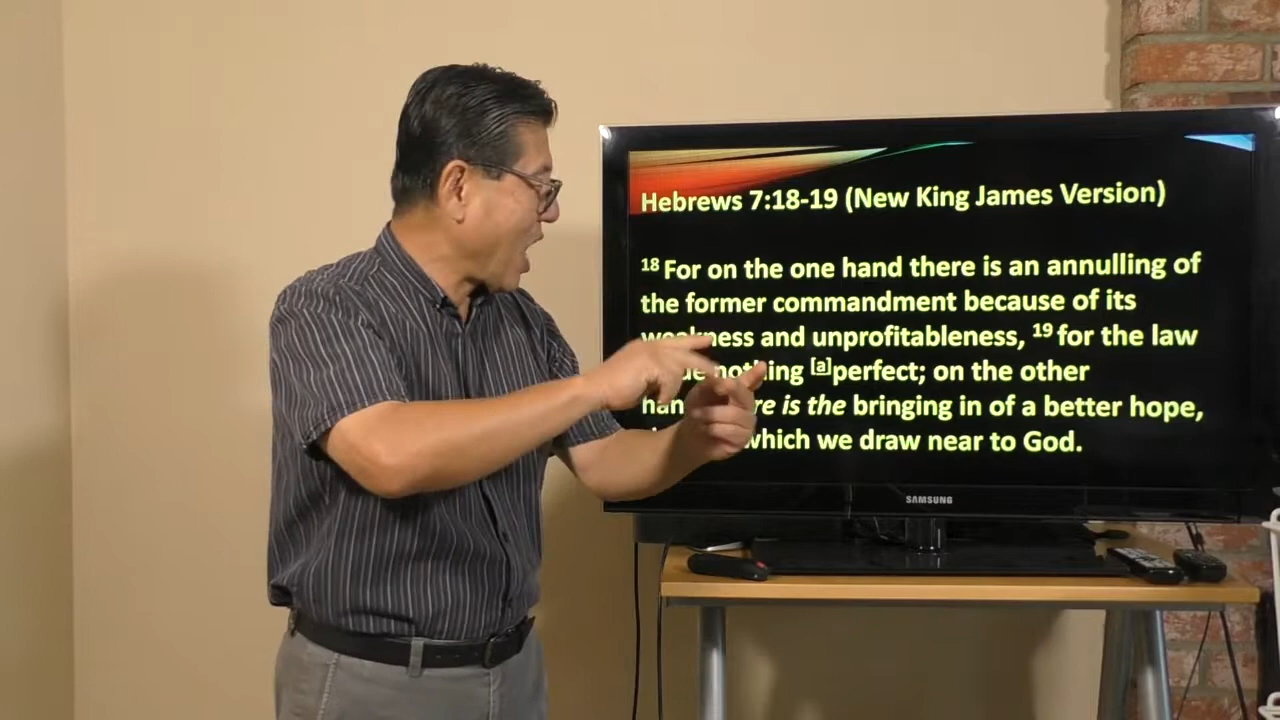 Hebrews 7:18-19 (New King James Version)
18 For on the one hand there is an annulling of
the former commandment because of its
weakness and unprofitableness, 19 for the law
nothing [a]perfect; on the other
is the bringing in of a better hope,
which we draw near to God.
SAMSUNG